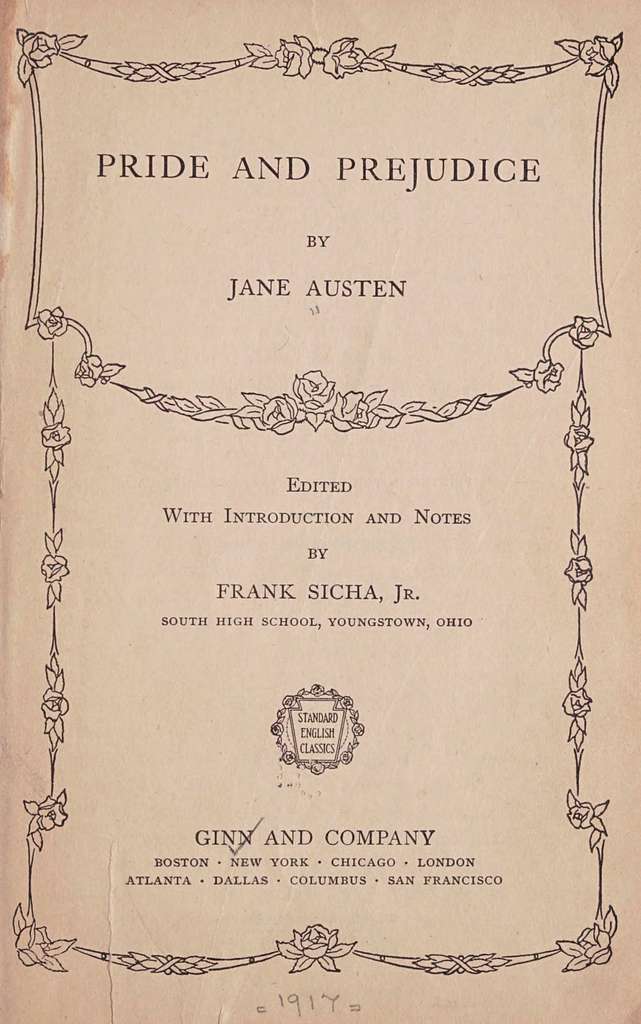 PRIDE AND PREJUDICE
BY
JANE AUSTEN
EDITED
WITH INTRODUCTION AND NOTES
BY
FRANK SICHA, JR.
SOUTH HIGH SCHOOL, YOUNGSTOWN, OHIO
STANDARD
ENGLISH
CLASSICS
GINN AND COMPANY
BOSTON · NEW YORK · CHICAGO · LONDON
ATLANTA · DALLAS · COLUMBUS · SAN FRANCISCO
= 1917 =